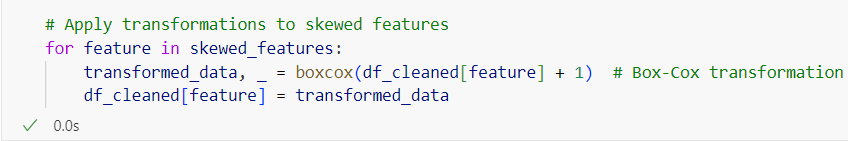 # Apply transformations to skewed features
for feature in skewed_features:
    transformed_data, _ = boxcox(df_cleaned[feature] + 1)  # Box-Cox transformation
    df_cleaned[feature] = transformed_data
✓ 0.0s